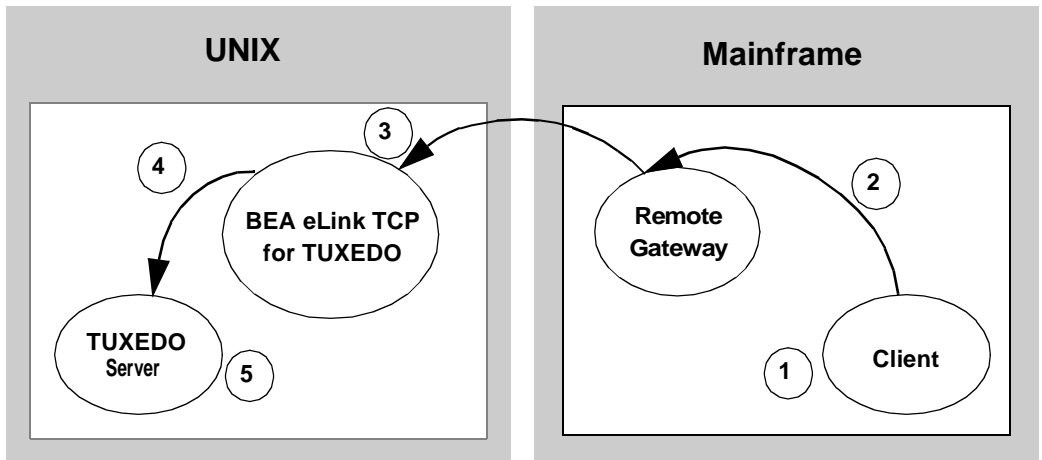 UNIX
3
4
BEA eLink TCP
for TUXEDO
TUXEDO
Server
5
Mainframe
2
Remote
Gateway
1
Client